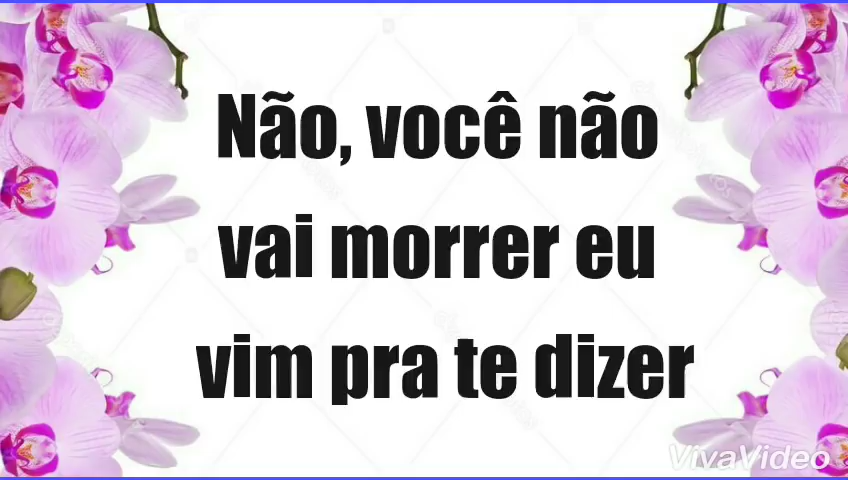 Não, você não
vai morrer eu
vim pra te dizer
VivaVideo